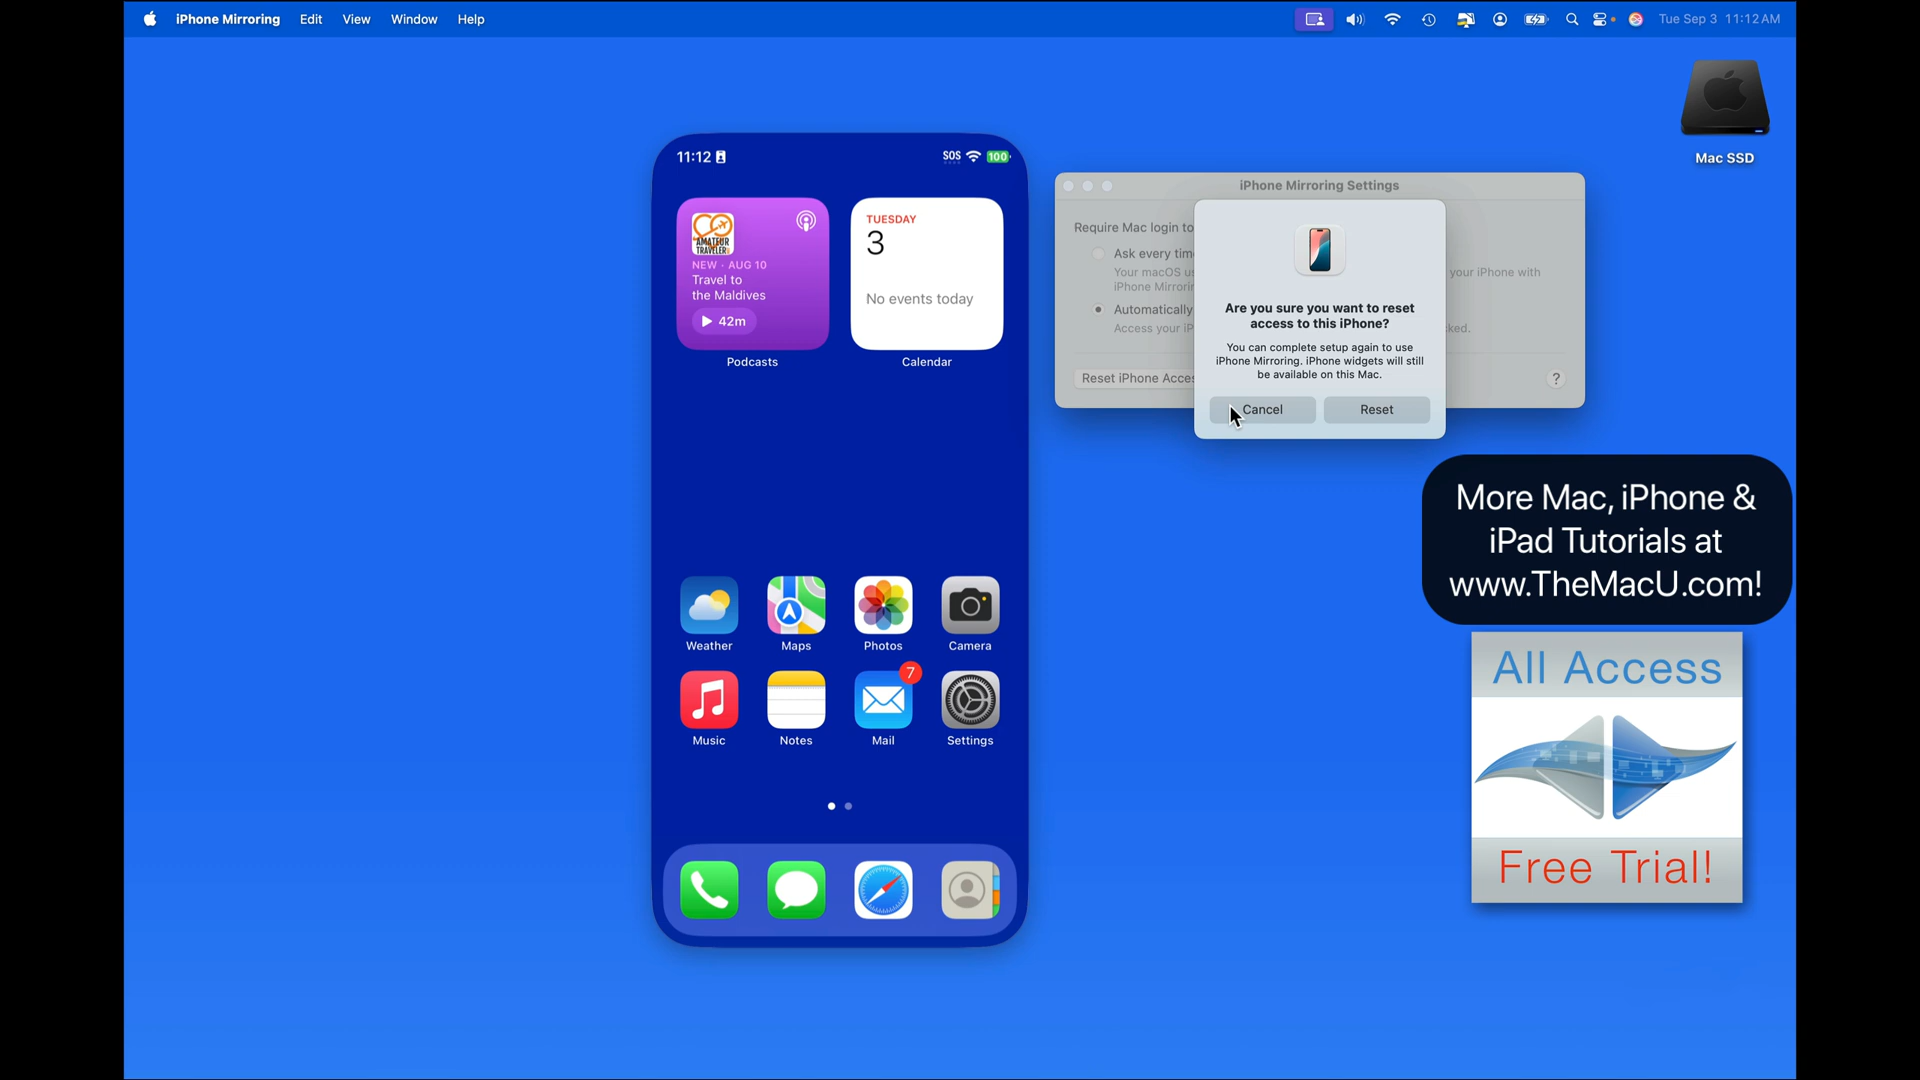 iPhone Mirroring Edit View Window Help Tue Sep 3 11:12 AM
Mac SSD
11:12 SOS 100
AMATEUR
TRAVELER
NEW · AUG 10
Travel to
the Maldives
42m
Podcasts
TUESDAY
3
No events today
Calendar
Weather Maps Photos Camera
7
Music Notes Mail Settings
iPhone Mirroring Settings
Require Mac login to
Ask every tim
Your macOS us your iPhone with
iPhone Mirrorin
Automatically
Access your iP cked.
Reset iPhone Acces ?
Are you sure you want to reset
access to this iPhone?
You can complete setup again to use
iPhone Mirroring. iPhone widgets will still
be available on this Mac.
Cancel Reset
More Mac, iPhone &
iPad Tutorials at
www.TheMacU.com!
All Access
Free Trial!